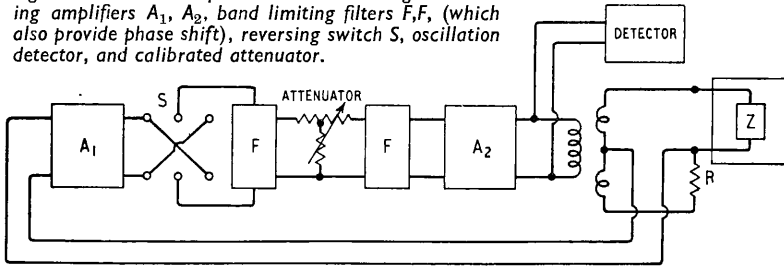 ing amplifiers A₁, A₂, band limiting filters F,F, (which
also provide phase shift), reversing switch S, oscillation
detector, and calibrated attenuator.
DETECTOR
S
ATTENUATOR
A₁
F
F
A₂
Z
R